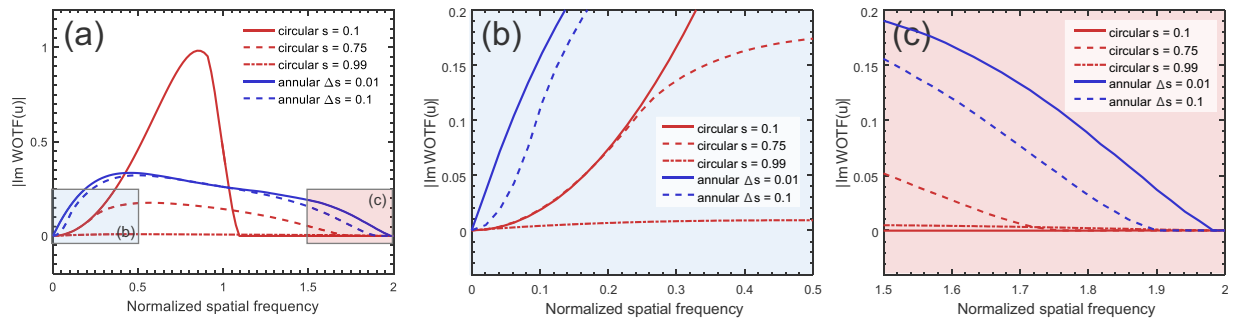 (a)
circular s = 0.1
circular s = 0.75
circular s = 0.99
annular Δs = 0.01
annular Δs = 0.1
|Im WOTF(u)|
1
0.5
0
(b)
(c)
0 0.5 1 1.5 2
Normalized spatial frequency
(b)
|Im WOTF(u)|
0.2
0.15
0.1
0.05
0
circular s = 0.1
circular s = 0.75
circular s = 0.99
annular Δs = 0.01
annular Δs = 0.1
0 0.1 0.2 0.3 0.4 0.5
Normalized spatial frequency
(c)
|Im WOTF(u)|
0.2
0.15
0.1
0.05
0
circular s = 0.1
circular s = 0.75
circular s = 0.99
annular Δs = 0.01
annular Δs = 0.1
1.5 1.6 1.7 1.8 1.9 2
Normalized spatial frequency